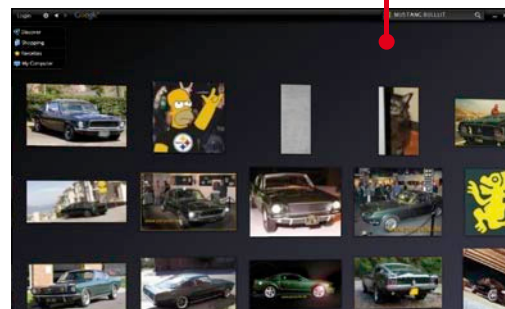 Login
Google
MUSTANG BULLITT
Discover
Shopping
Favorites
My Computer